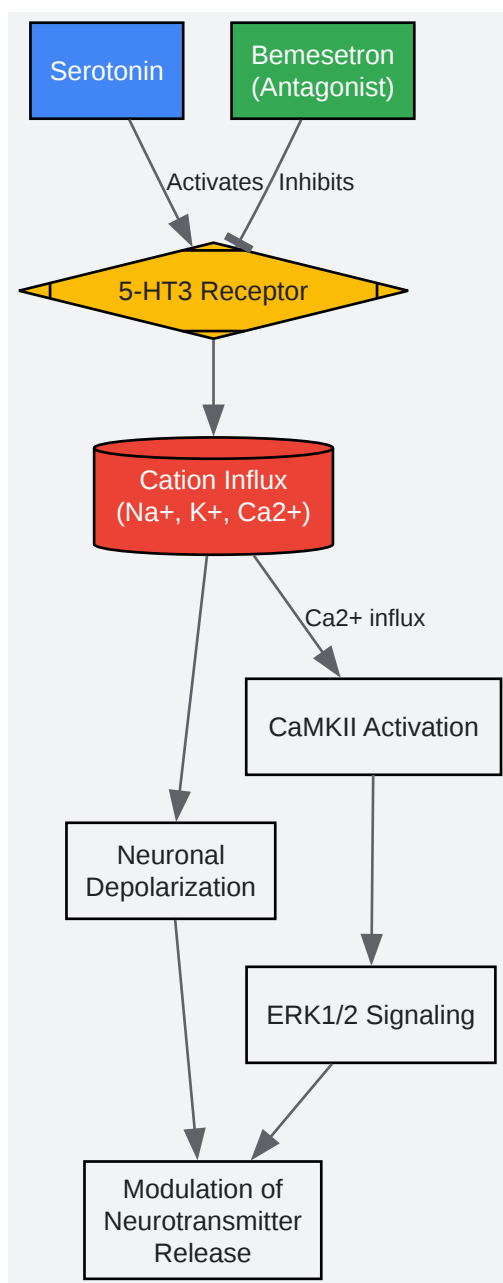 Serotonin
Bemesetron
(Antagonist)
Activates
Inhibits
5-HT3 Receptor
Cation Influx
(Na+, K+, Ca2+)
Ca2+ influx
CaMKII Activation
Neuronal
Depolarization
ERK1/2 Signaling
Modulation of
Neurotransmitter
Release